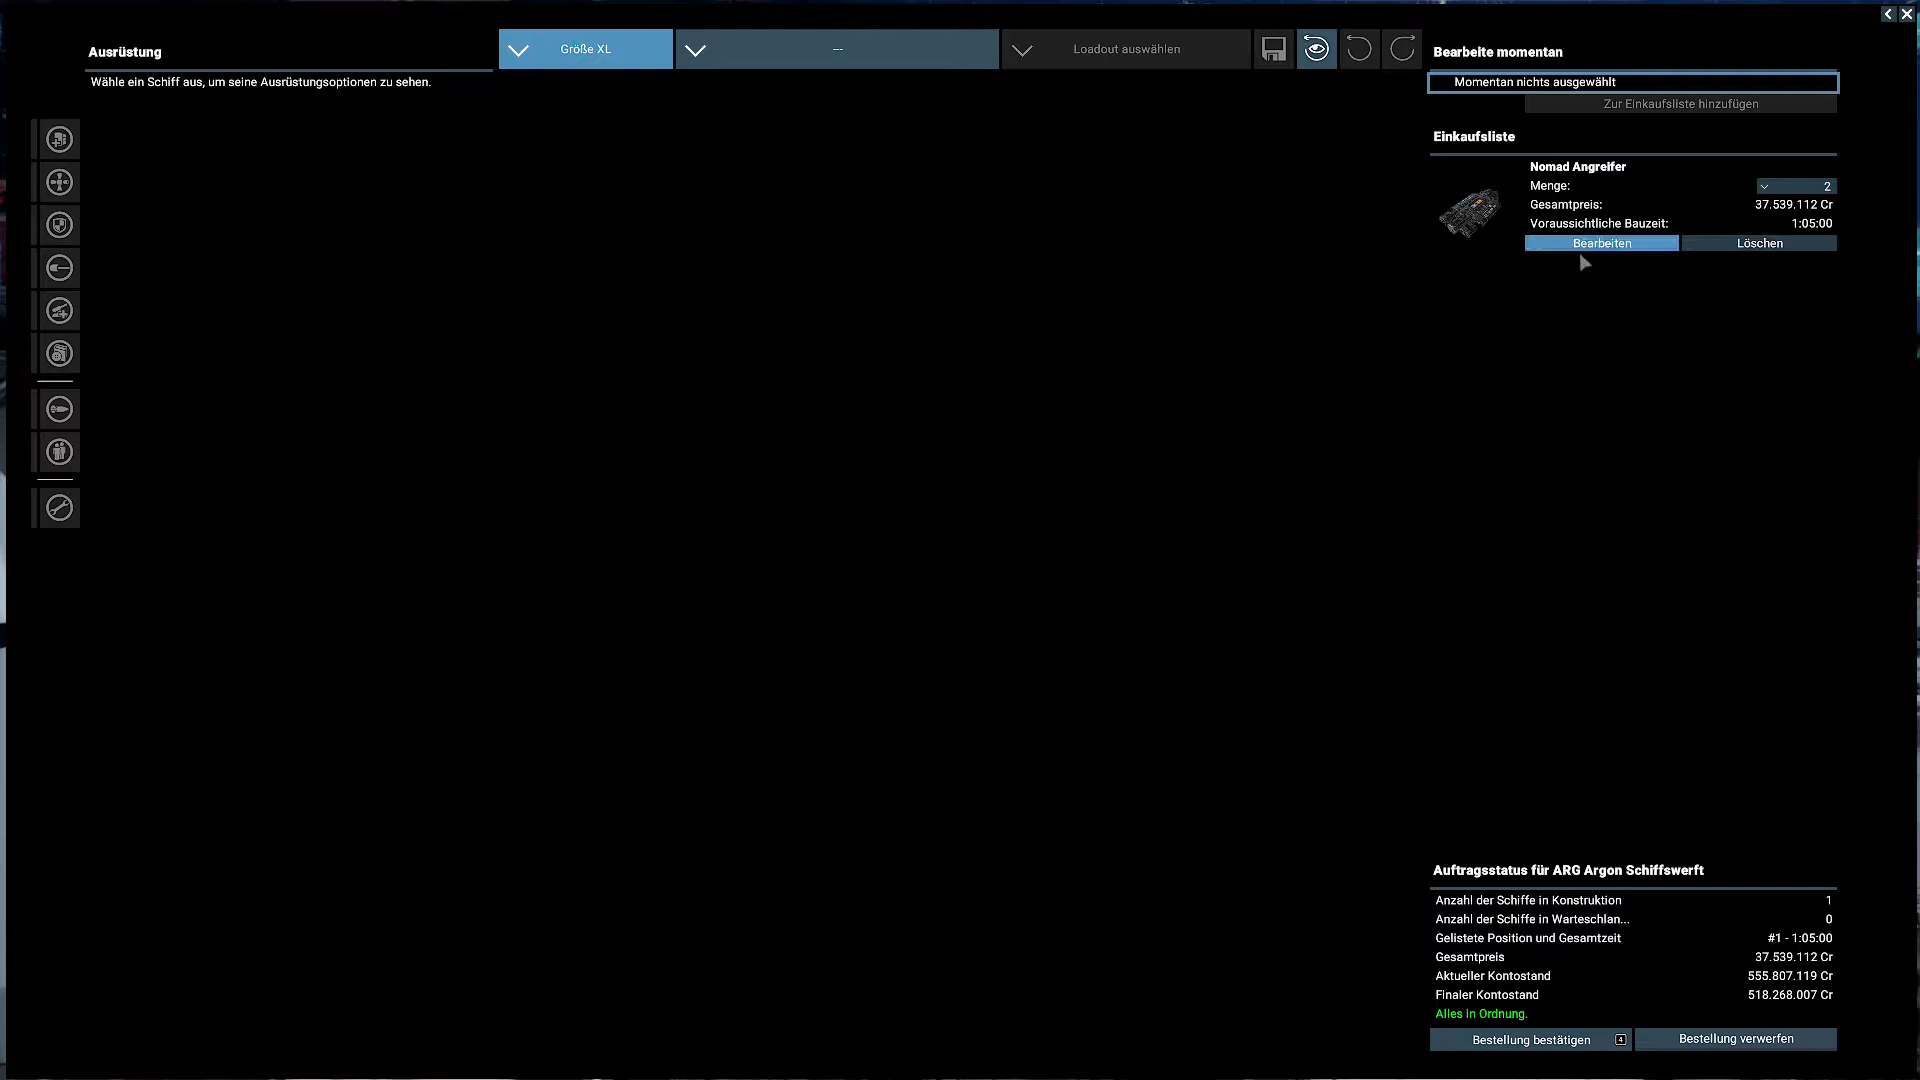 Ausrüstung
Größe XL
---
Loadout auswählen
Wähle ein Schiff aus, um seine Ausrüstungsoptionen zu sehen.
Bearbeite momentan
Momentan nichts ausgewählt
Zur Einkaufsliste hinzufügen
Einkaufsliste
Nomad Angreifer
Menge: 2
Gesamtpreis: 37.539.112 Cr
Voraussichtliche Bauzeit: 1:05:00
Bearbeiten Löschen
Auftragsstatus für ARG Argon Schiffswerft
Anzahl der Schiffe in Konstruktion 1
Anzahl der Schiffe in Warteschlan... 0
Gelistete Position und Gesamtzeit #1 - 1:05:00
Gesamtpreis 37.539.112 Cr
Aktueller Kontostand 555.807.119 Cr
Finaler Kontostand 518.268.007 Cr
Alles in Ordnung.
Bestellung bestätigen 4 Bestellung verwerfen